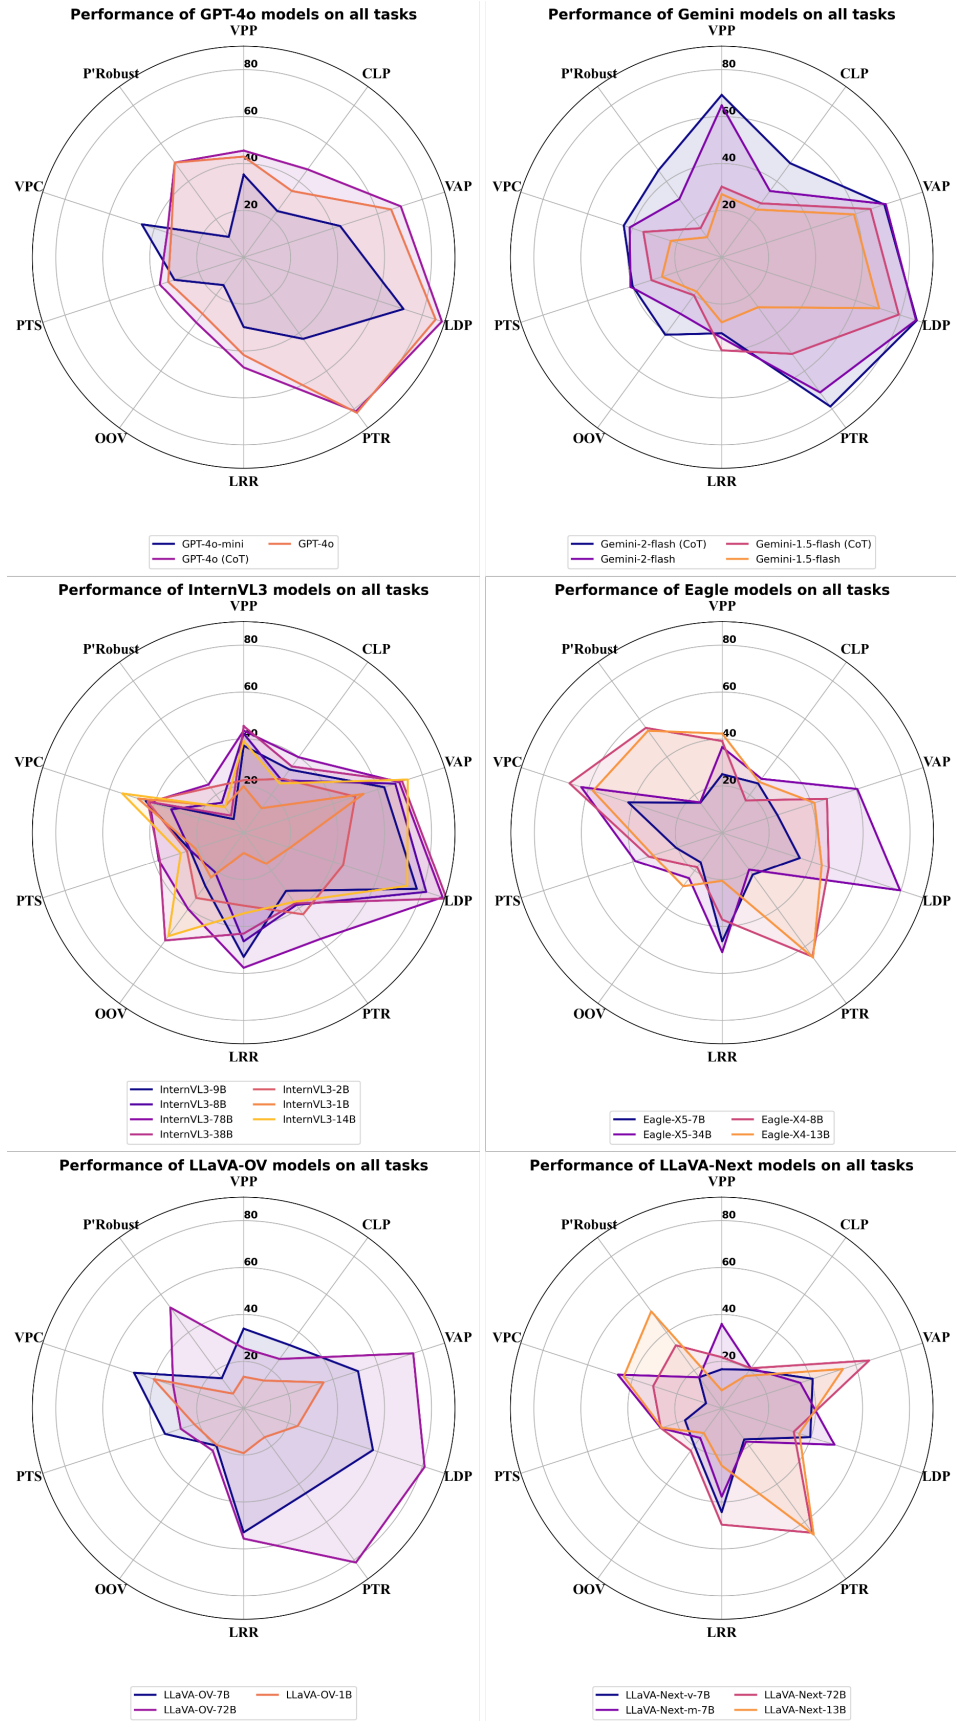 Performance of GPT-4o models on all tasks
VPP
CLP
VAP
LDP
PTR
LRR
OOV
PTS
VPC
P'Robust
20
40
60
80
GPT-4o-mini
GPT-4o (CoT)
GPT-4o
Performance of Gemini models on all tasks
VPP
CLP
VAP
LDP
PTR
LRR
OOV
PTS
VPC
P'Robust
20
40
60
80
Gemini-2-flash (CoT)
Gemini-2-flash
Gemini-1.5-flash (CoT)
Gemini-1.5-flash
Performance of InternVL3 models on all tasks
VPP
CLP
VAP
LDP
PTR
LRR
OOV
PTS
VPC
P'Robust
20
40
60
80
InternVL3-9B
InternVL3-8B
InternVL3-78B
InternVL3-38B
InternVL3-2B
InternVL3-1B
InternVL3-14B
Performance of Eagle models on all tasks
VPP
CLP
VAP
LDP
PTR
LRR
OOV
PTS
VPC
P'Robust
20
40
60
80
Eagle-X5-7B
Eagle-X5-34B
Eagle-X4-8B
Eagle-X4-13B
Performance of LLaVA-OV models on all tasks
VPP
CLP
VAP
LDP
PTR
LRR
OOV
PTS
VPC
P'Robust
20
40
60
80
LLaVA-OV-7B
LLaVA-OV-72B
LLaVA-OV-1B
Performance of LLaVA-Next models on all tasks
VPP
CLP
VAP
LDP
PTR
LRR
OOV
PTS
VPC
P'Robust
20
40
60
80
LLaVA-Next-v-7B
LLaVA-Next-m-7B
LLaVA-Next-72B
LLaVA-Next-13B